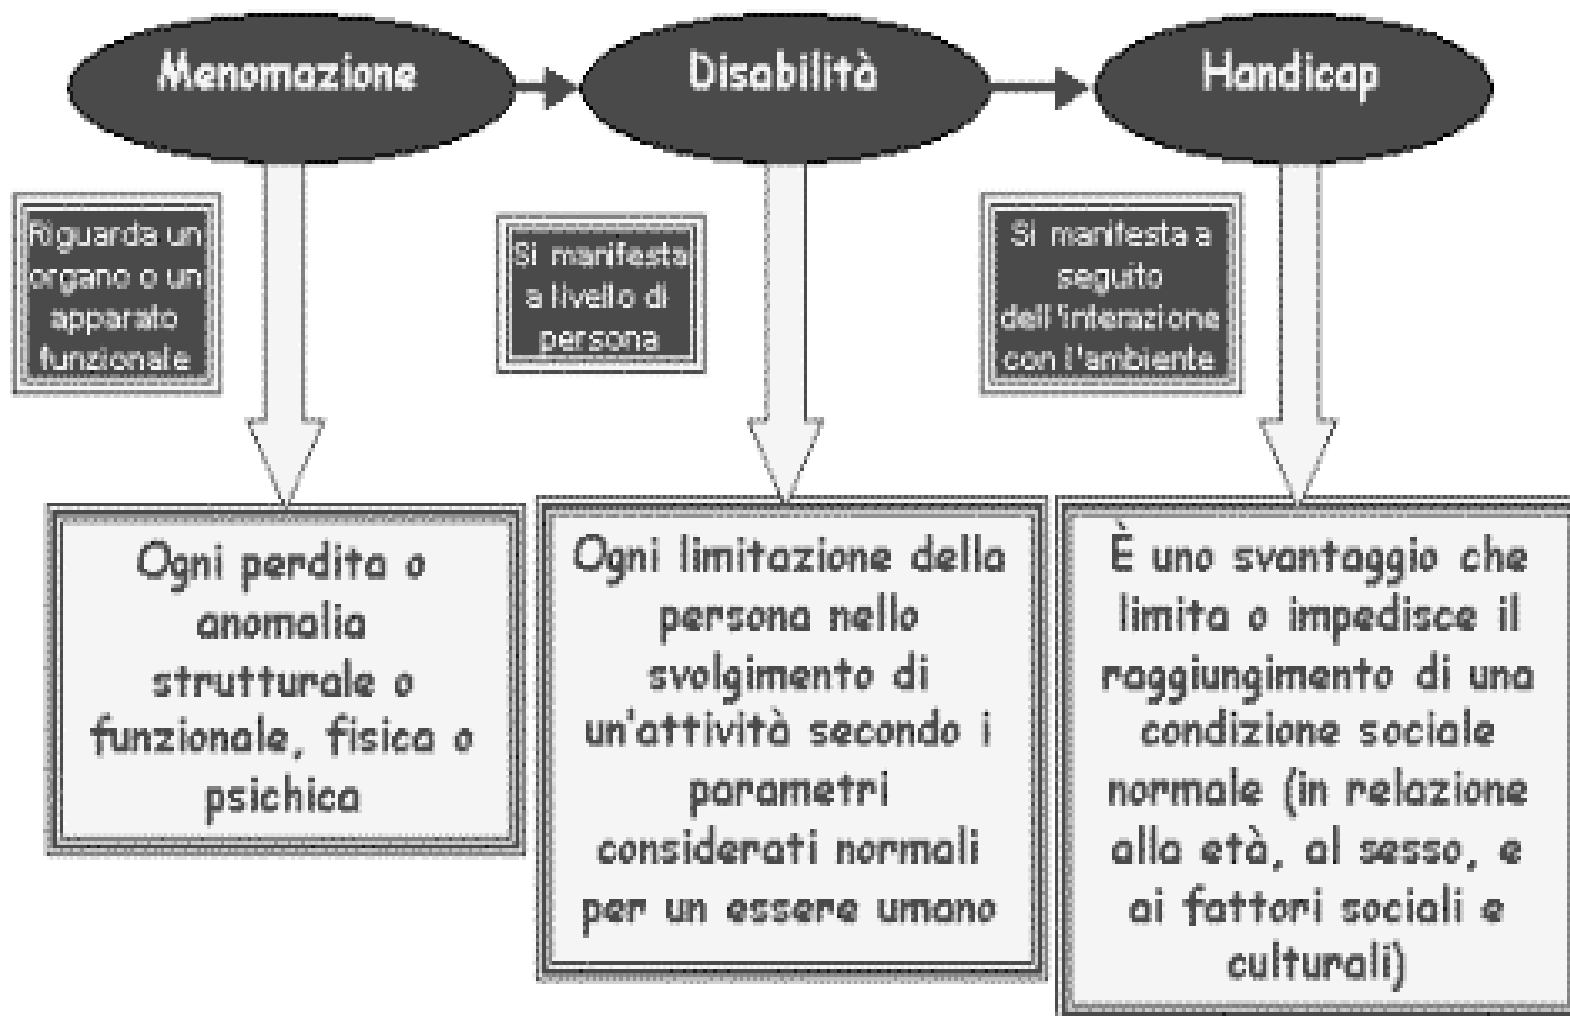 Menomazione
Disabilità
Handicap
Riguarda un
organo o un
apparato
funzionale
Si manifesta
a livello di
persona
Si manifesta a
seguito
dell'interazione
con l'ambiente
Ogni perdita o
anomalia
strutturale o
funzionale, fisica o
psichica
Ogni limitazione della
persona nello
svolgimento di
un'attività secondo i
parametri
considerati normali
per un essere umano
È uno svantaggio che
limita o impedisce il
raggiungimento di una
condizione sociale
normale (in relazione
alla età, al sesso, e
ai fattori sociali e
culturali)